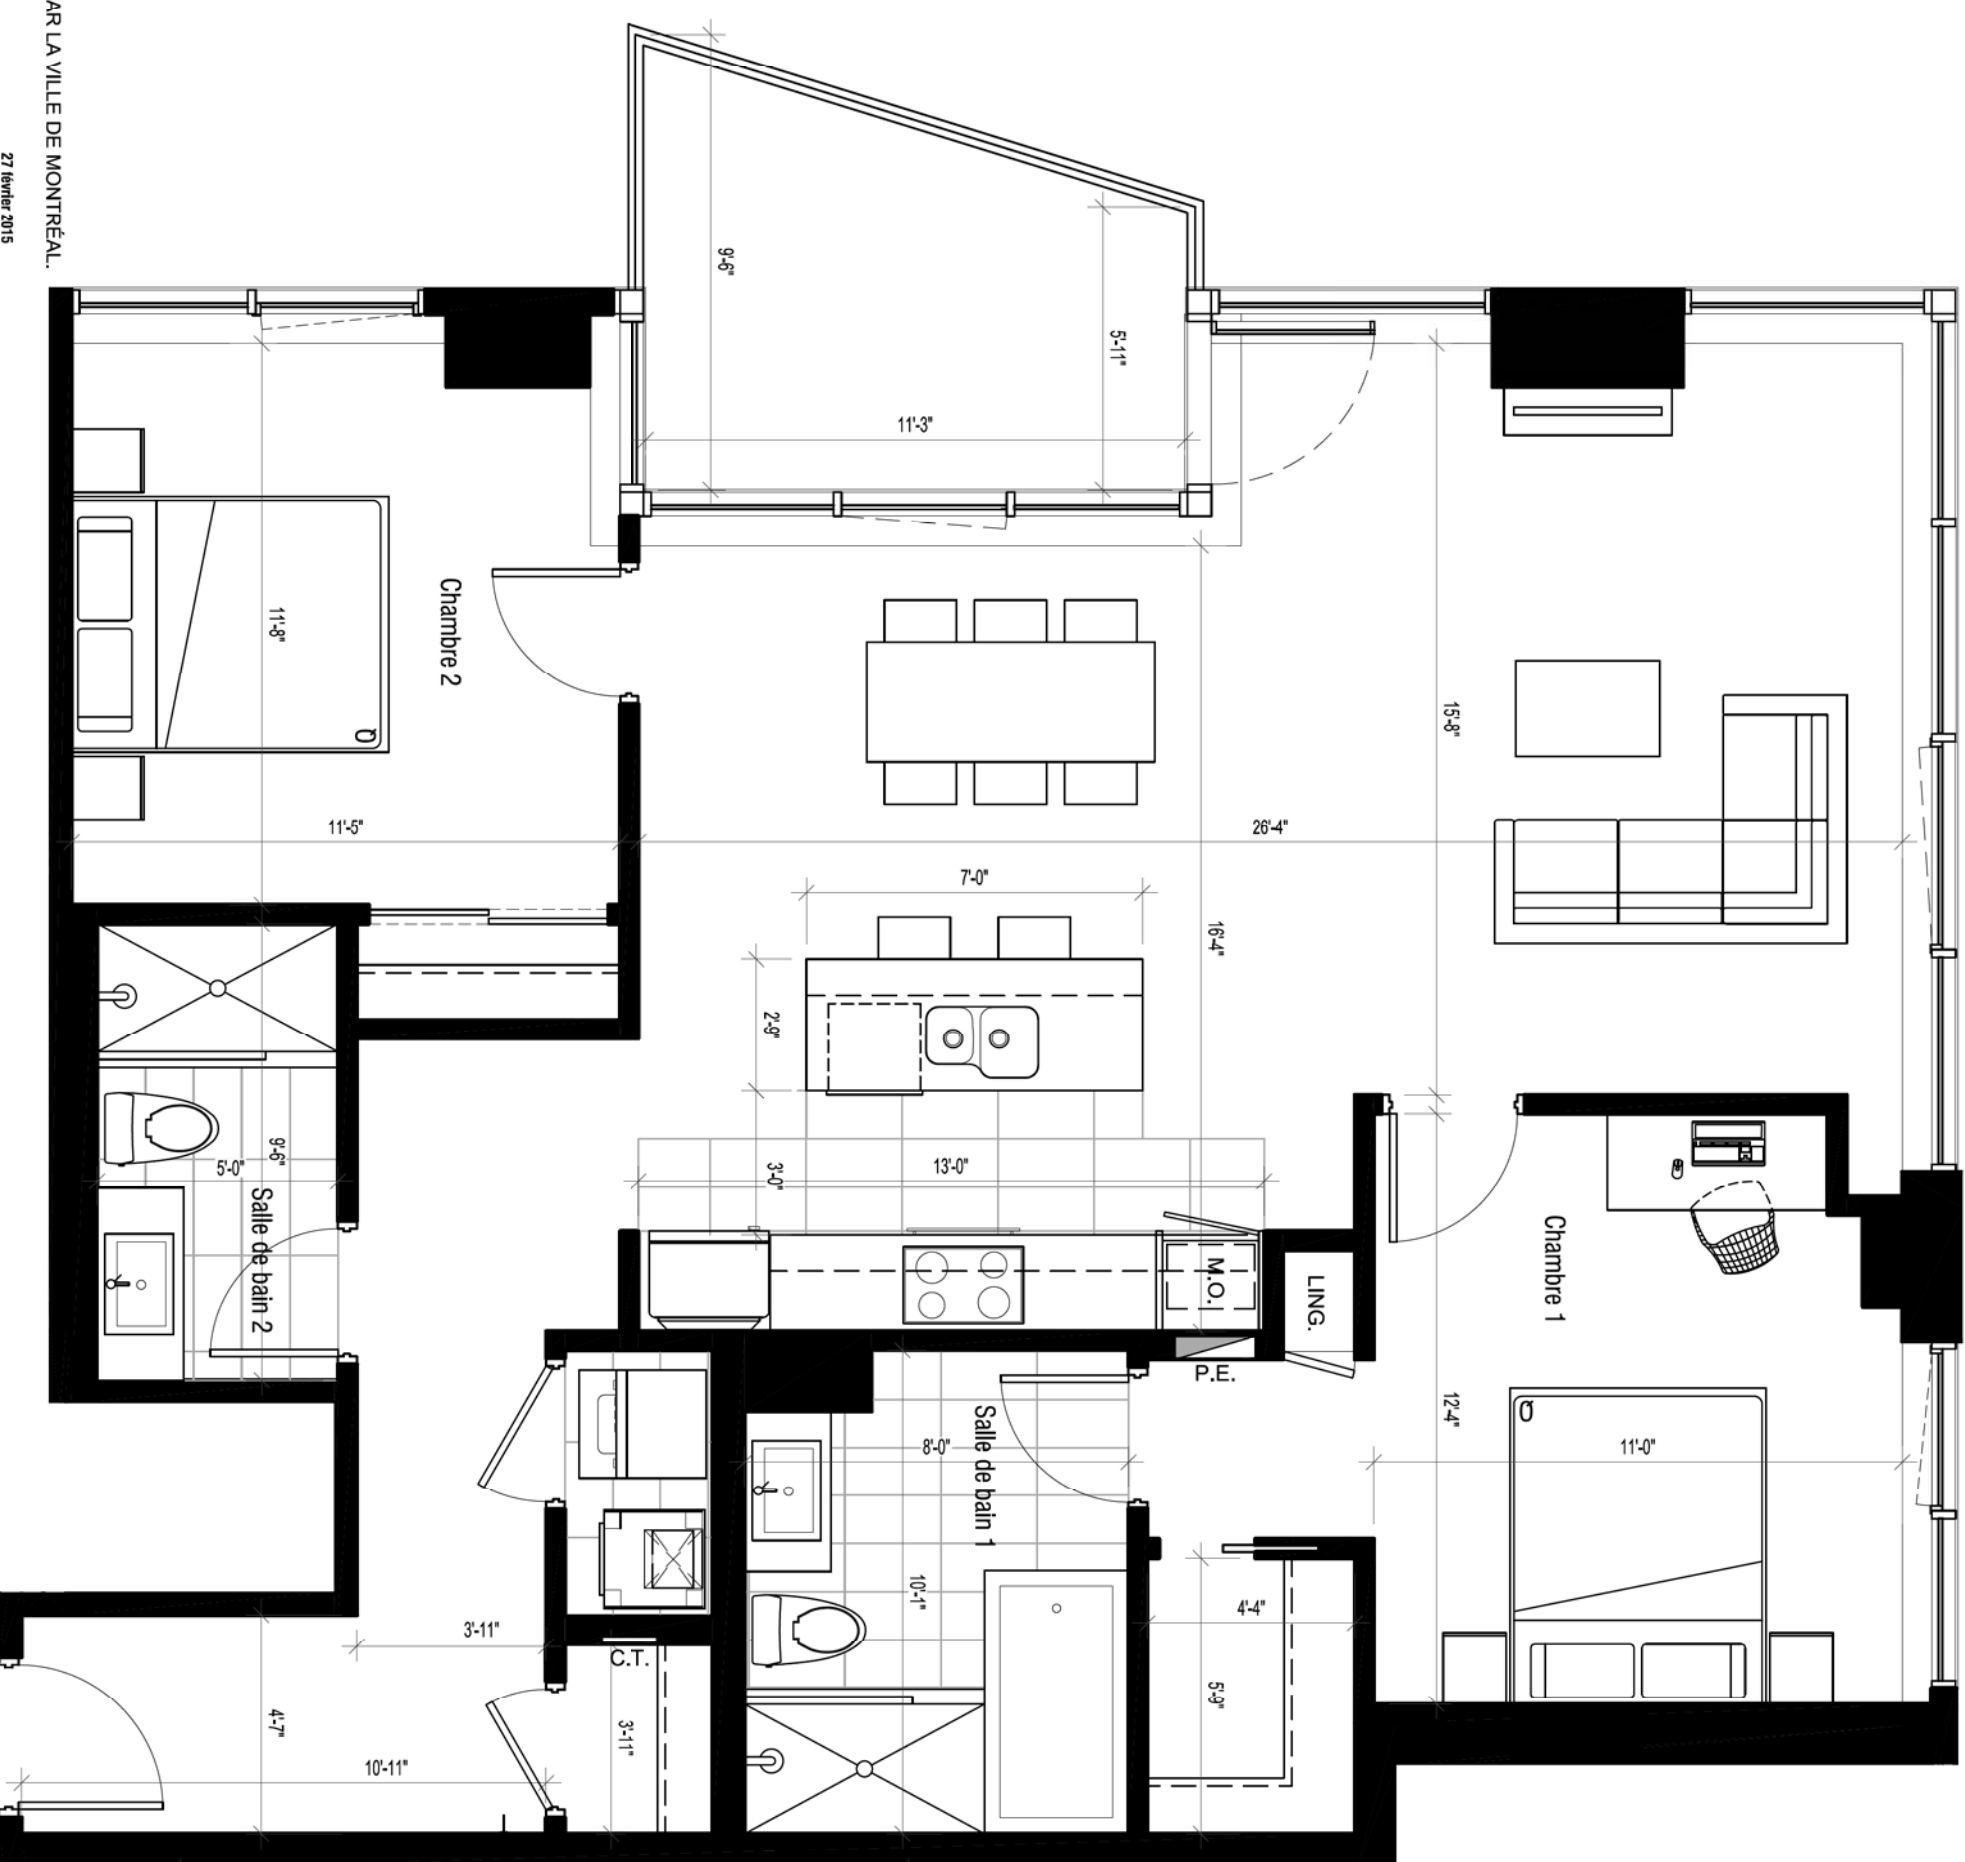 AR LA VILLE DE MONTRÉAL.
27 février 2015
9'-6"
5'-11"
11'-3"
Chambre 2
11'-8"
15'-8"
11'-5"
26'-4"
7'-0"
16'-4"
2'-9"
9'-6"
5'-0"
Salle de bain 2
13'-0"
3'-0"
M.O.
LING.
P.E.
Chambre 1
Q
Q
12'-4"
11'-0"
8'-0"
Salle de bain 1
10'-1"
4'-4"
5'-9"
3'-11"
C.T.
3'-11"
4'-7"
10'-11"